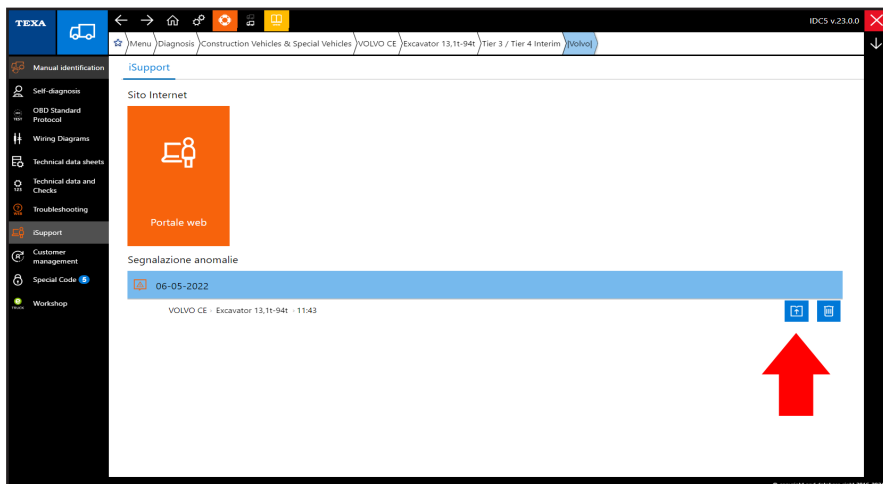 TEXA
IDC5 v.23.0.0
Menu Diagnosis Construction Vehicles & Special Vehicles VOLVO CE Excavator 13,1t-94t Tier 3 / Tier 4 Interim [Volvo]
Manual identification
Self-diagnosis
OBD Standard
Protocol
Wiring Diagrams
Technical data sheets
Technical data and
Checks
Troubleshooting
iSupport
Customer
management
Special Code 5
Workshop
iSupport
Sito Internet
Portale web
Segnalazione anomalie
06-05-2022
VOLVO CE - Excavator 13,1t-94t - 11:43